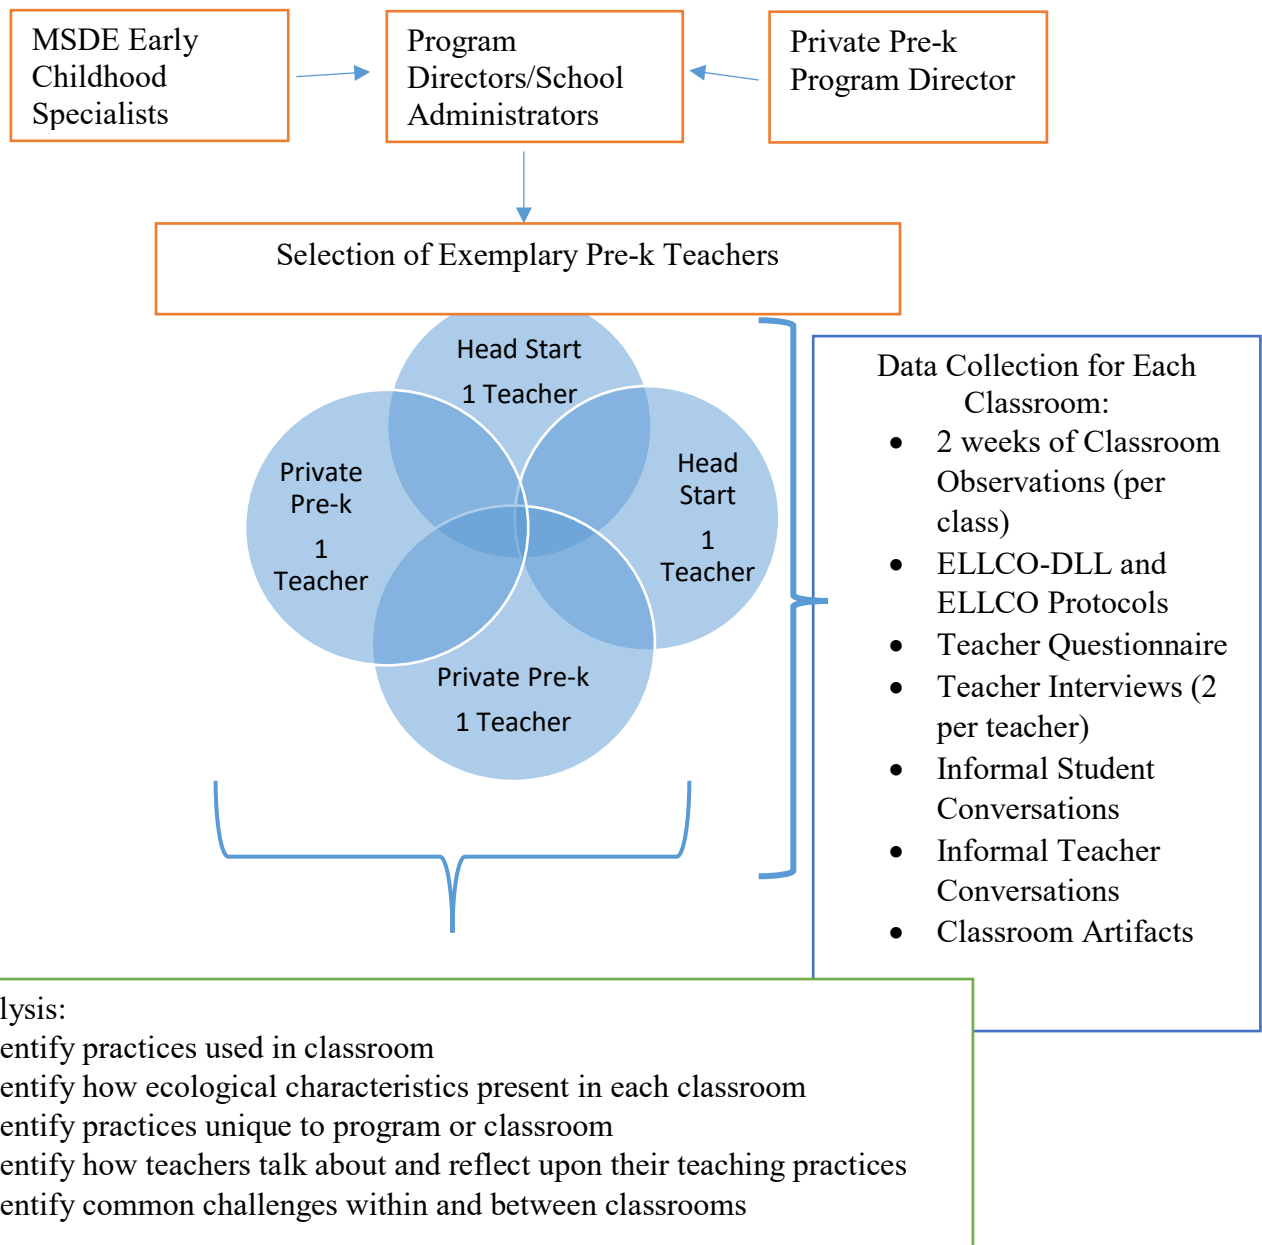 MSDE Early
Childhood
Specialists
Program
Directors/School
Administrators
Private Pre-k
Program Director
Selection of Exemplary Pre-k Teachers
Head Start
1 Teacher
Private
Pre-k
1
Teacher
Head
Start
1
Teacher
Private Pre-k
1 Teacher
Data Collection for Each
Classroom:
• 2 weeks of Classroom
Observations (per
class)
• ELLCO-DLL and
ELLCO Protocols
• Teacher Questionnaire
• Teacher Interviews (2
per teacher)
• Informal Student
Conversations
• Informal Teacher
Conversations
• Classroom Artifacts
lysis:
entify practices used in classroom
entify how ecological characteristics present in each classroom
entify practices unique to program or classroom
entify how teachers talk about and reflect upon their teaching practices
entify common challenges within and between classrooms